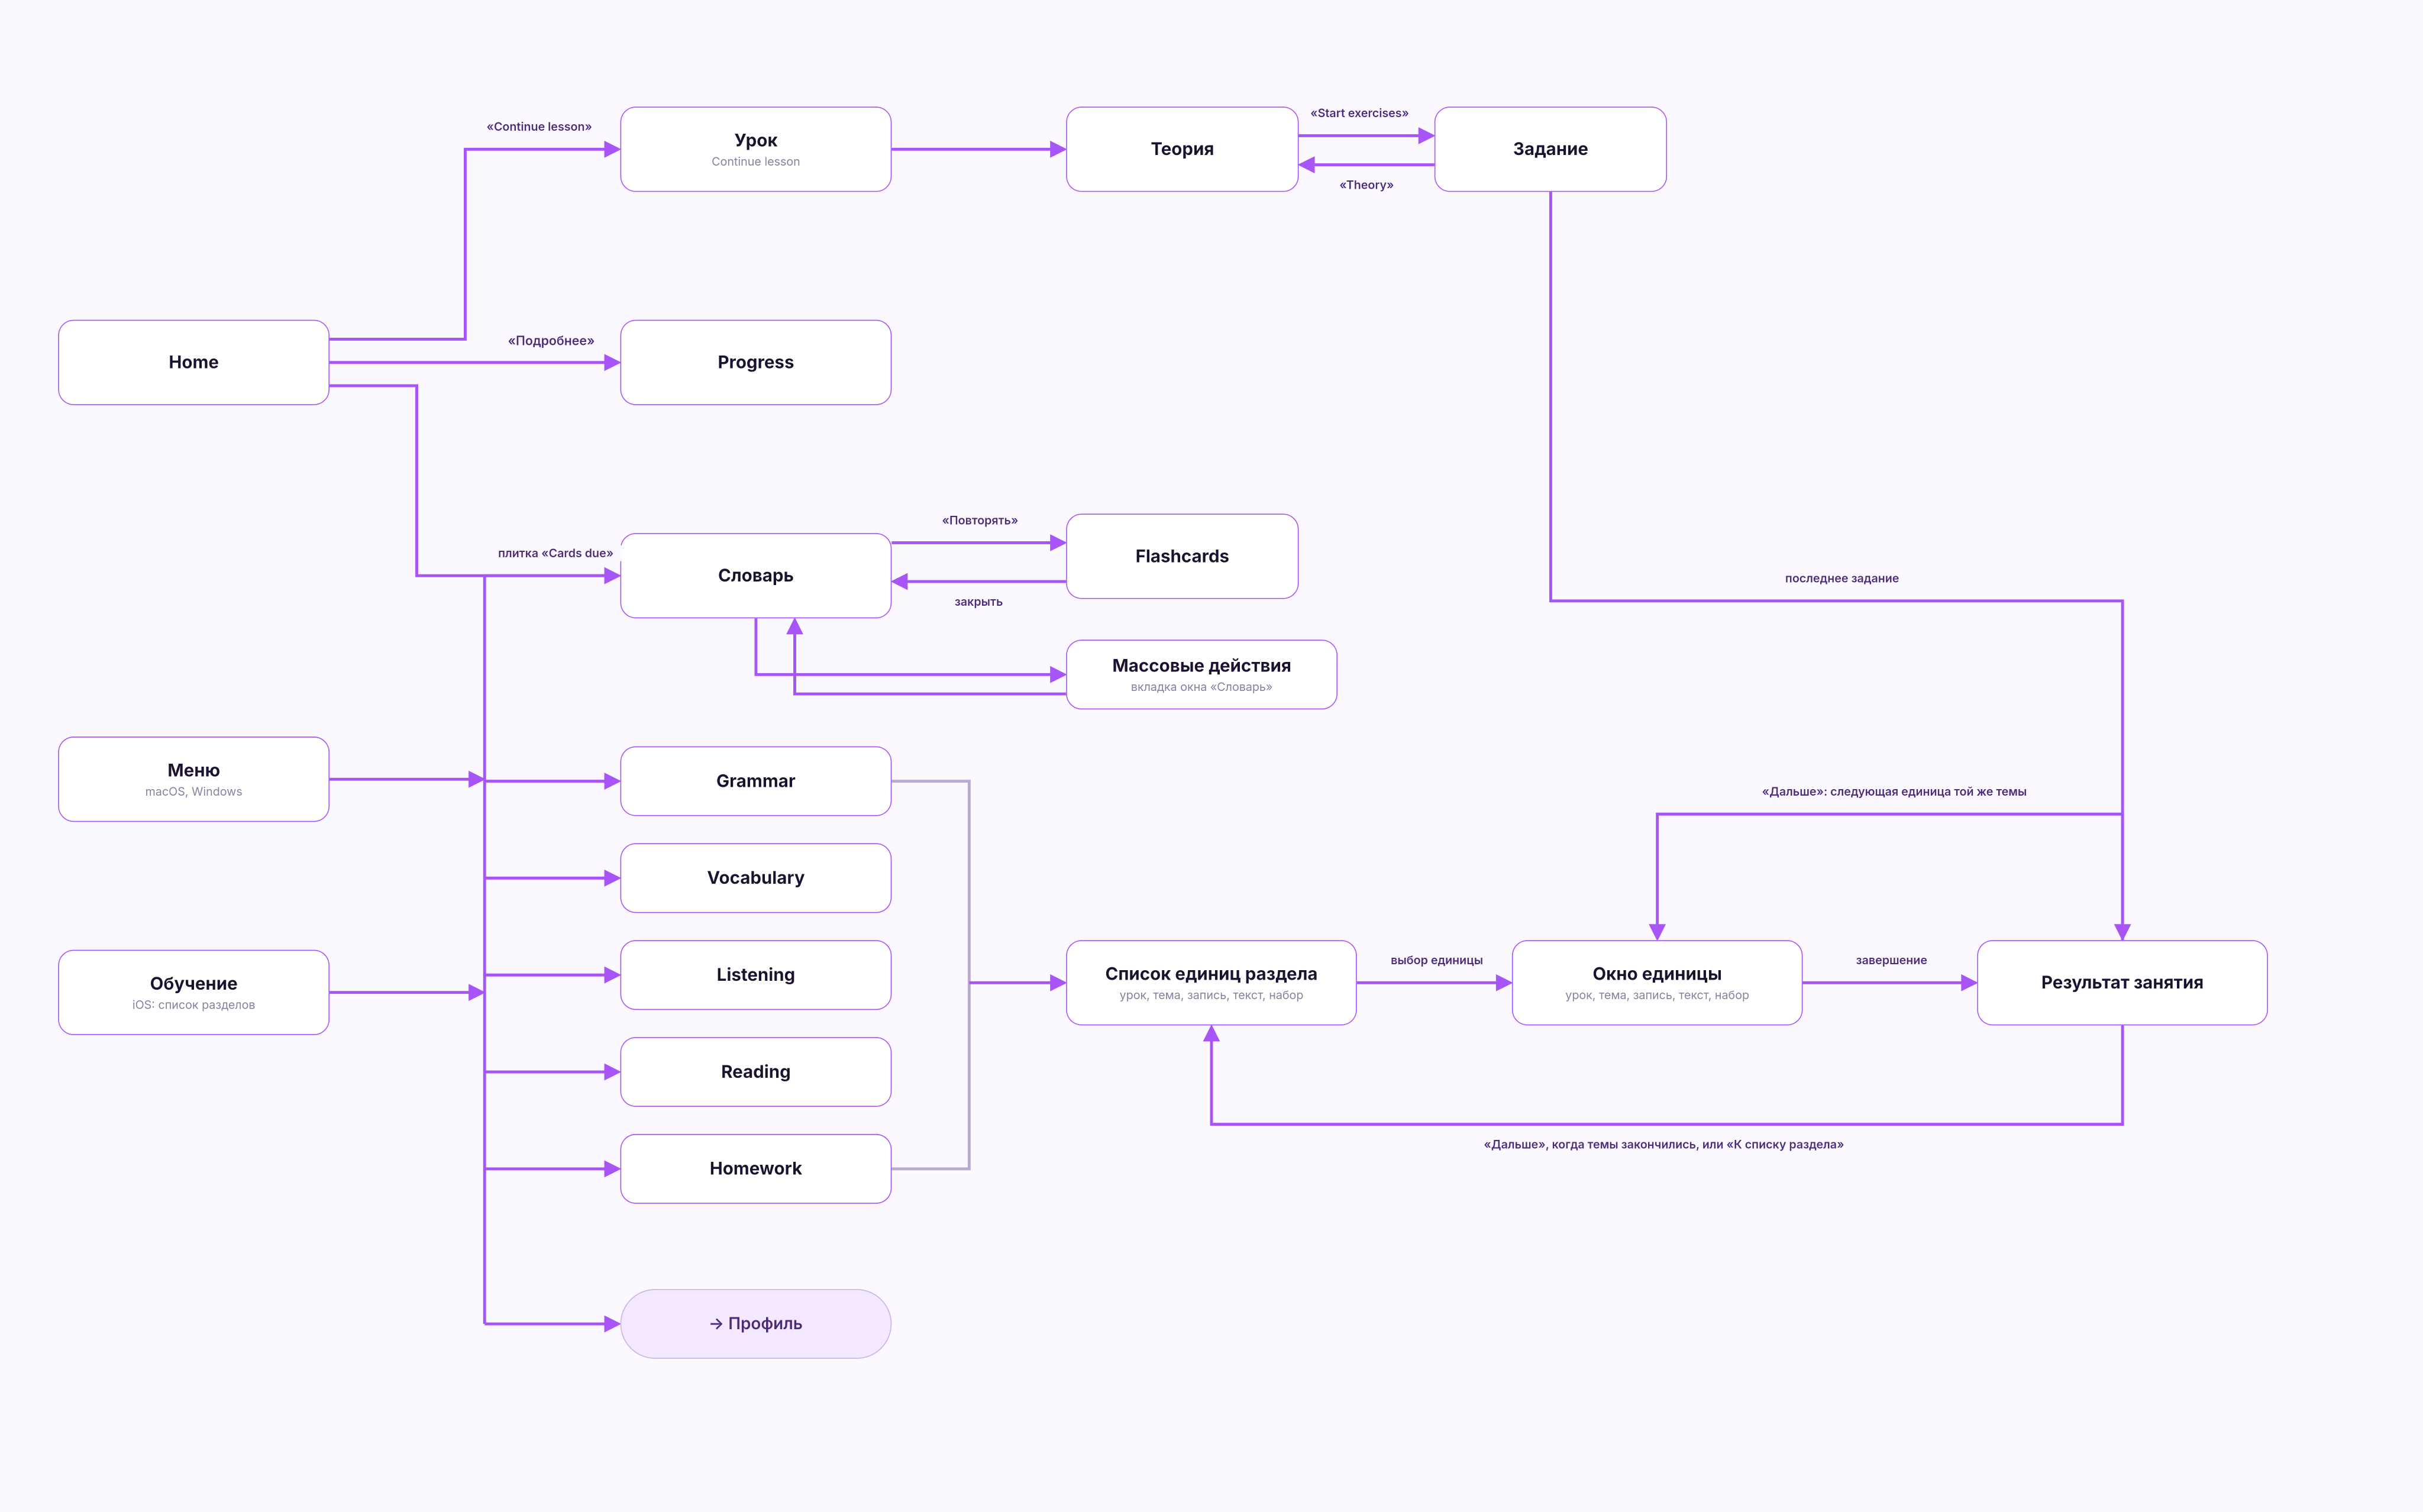 «Continue lesson»
Урок
Continue lesson
Теория
«Start exercises»
«Theory»
Задание
Home
«Подробнее»
Progress
плитка «Cards due»
Словарь
«Повторять»
закрыть
Flashcards
Массовые действия
вкладка окна «Словарь»
последнее задание
Меню
macOS, Windows
Grammar
«Дальше»: следующая единица той же темы
Vocabulary
Обучение
iOS: список разделов
Listening
Список единиц раздела
урок, тема, запись, текст, набор
выбор единицы
Окно единицы
урок, тема, запись, текст, набор
завершение
Результат занятия
Reading
Homework
«Дальше», когда темы закончились, или «К списку раздела»
→ Профиль